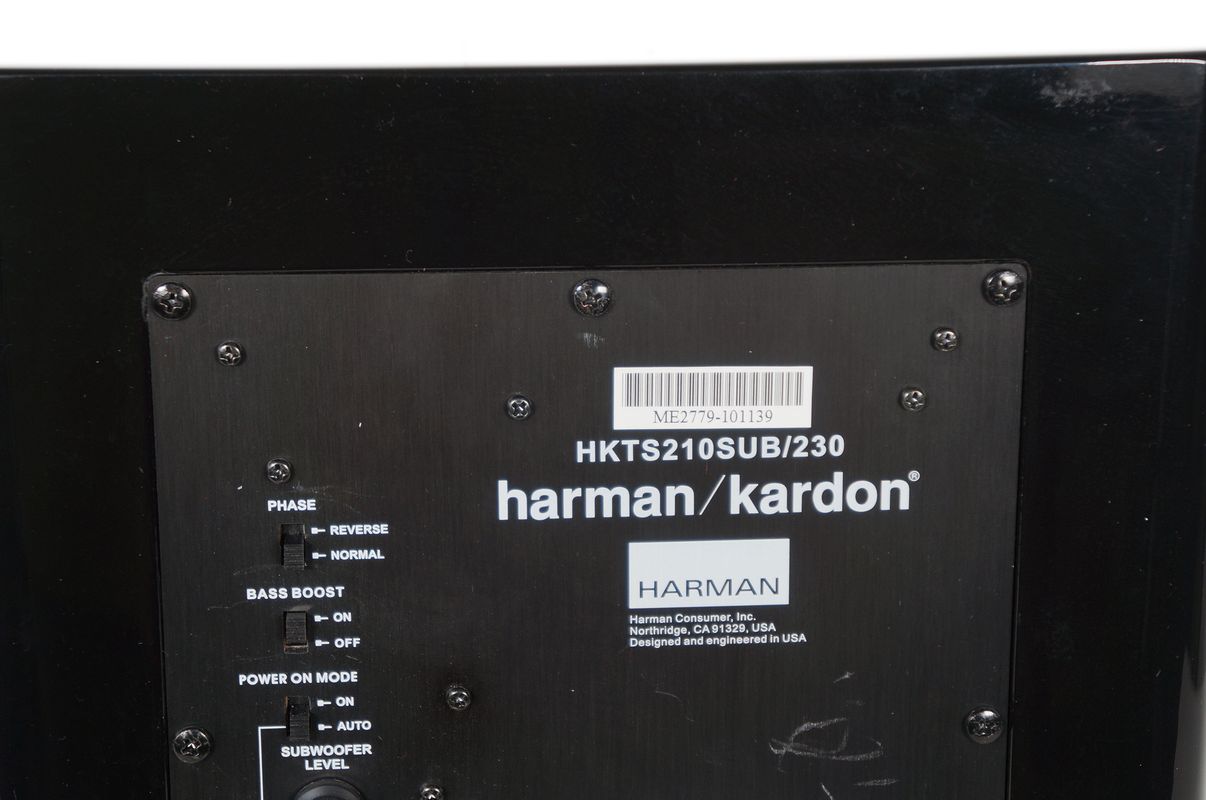 ME2779-101139
HKTS210SUB/230
harman/kardon®
HARMAN
Harman Consumer, Inc.
Northridge, CA 91329, USA
Designed and engineered in USA
PHASE
REVERSE
NORMAL
BASS BOOST
ON
OFF
POWER ON MODE
ON
AUTO
SUBWOOFER
LEVEL